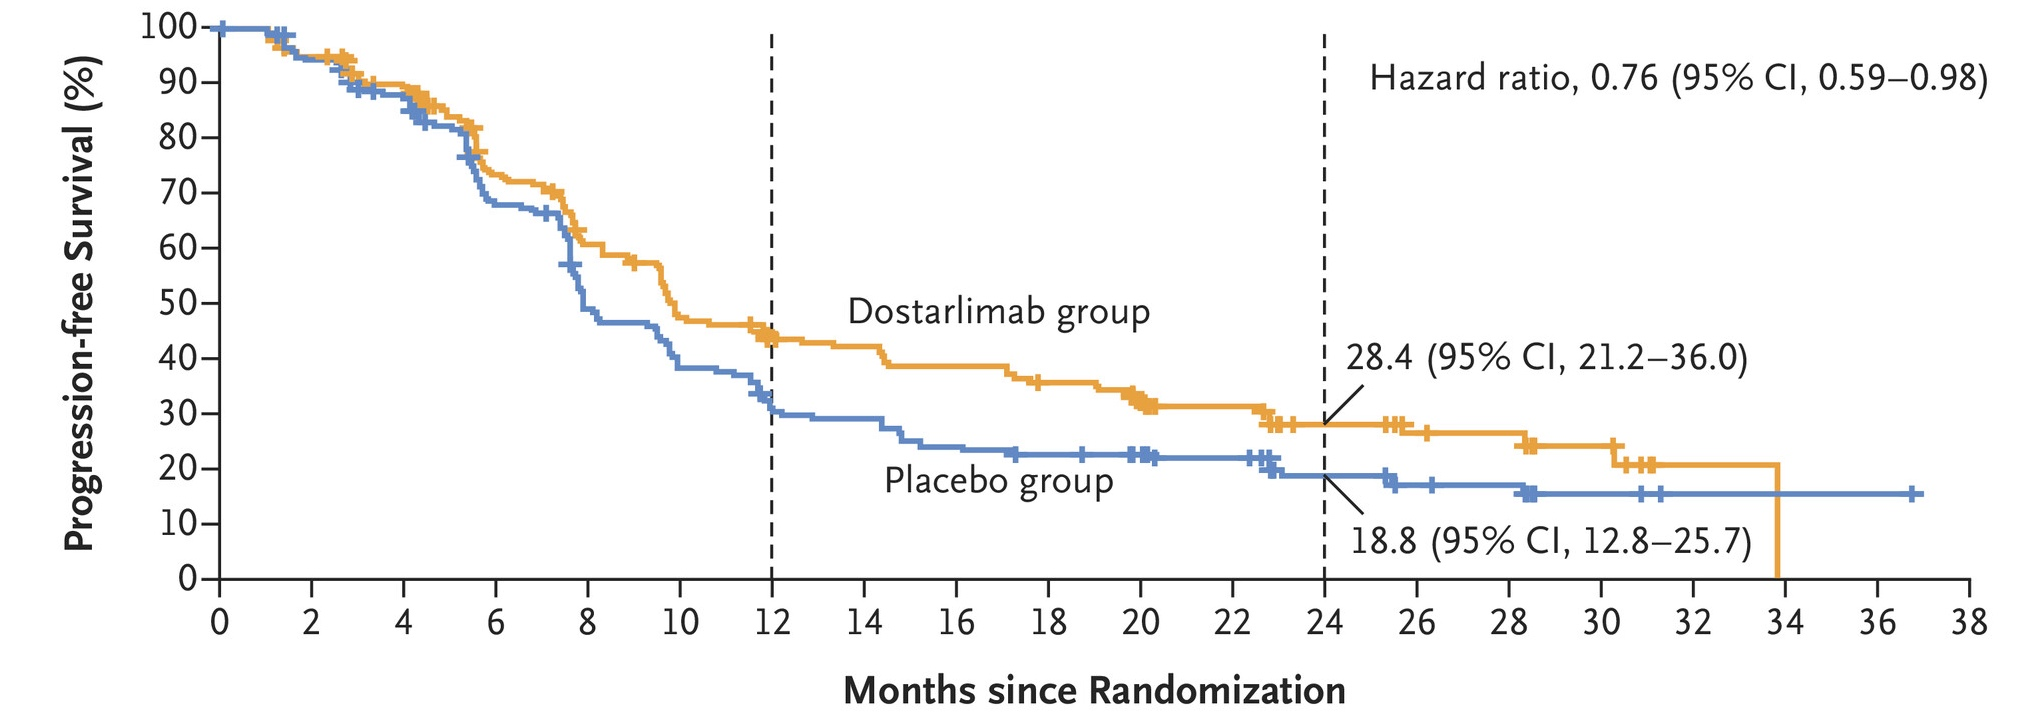 Progression-free Survival (%)
100
90
80
70
60
50
40
30
20
10
0
Hazard ratio, 0.76 (95% CI, 0.59–0.98)
Dostarlimab group
28.4 (95% CI, 21.2–36.0)
Placebo group
18.8 (95% CI, 12.8–25.7)
0 2 4 6 8 10 12 14 16 18 20 22 24 26 28 30 32 34 36 38
Months since Randomization